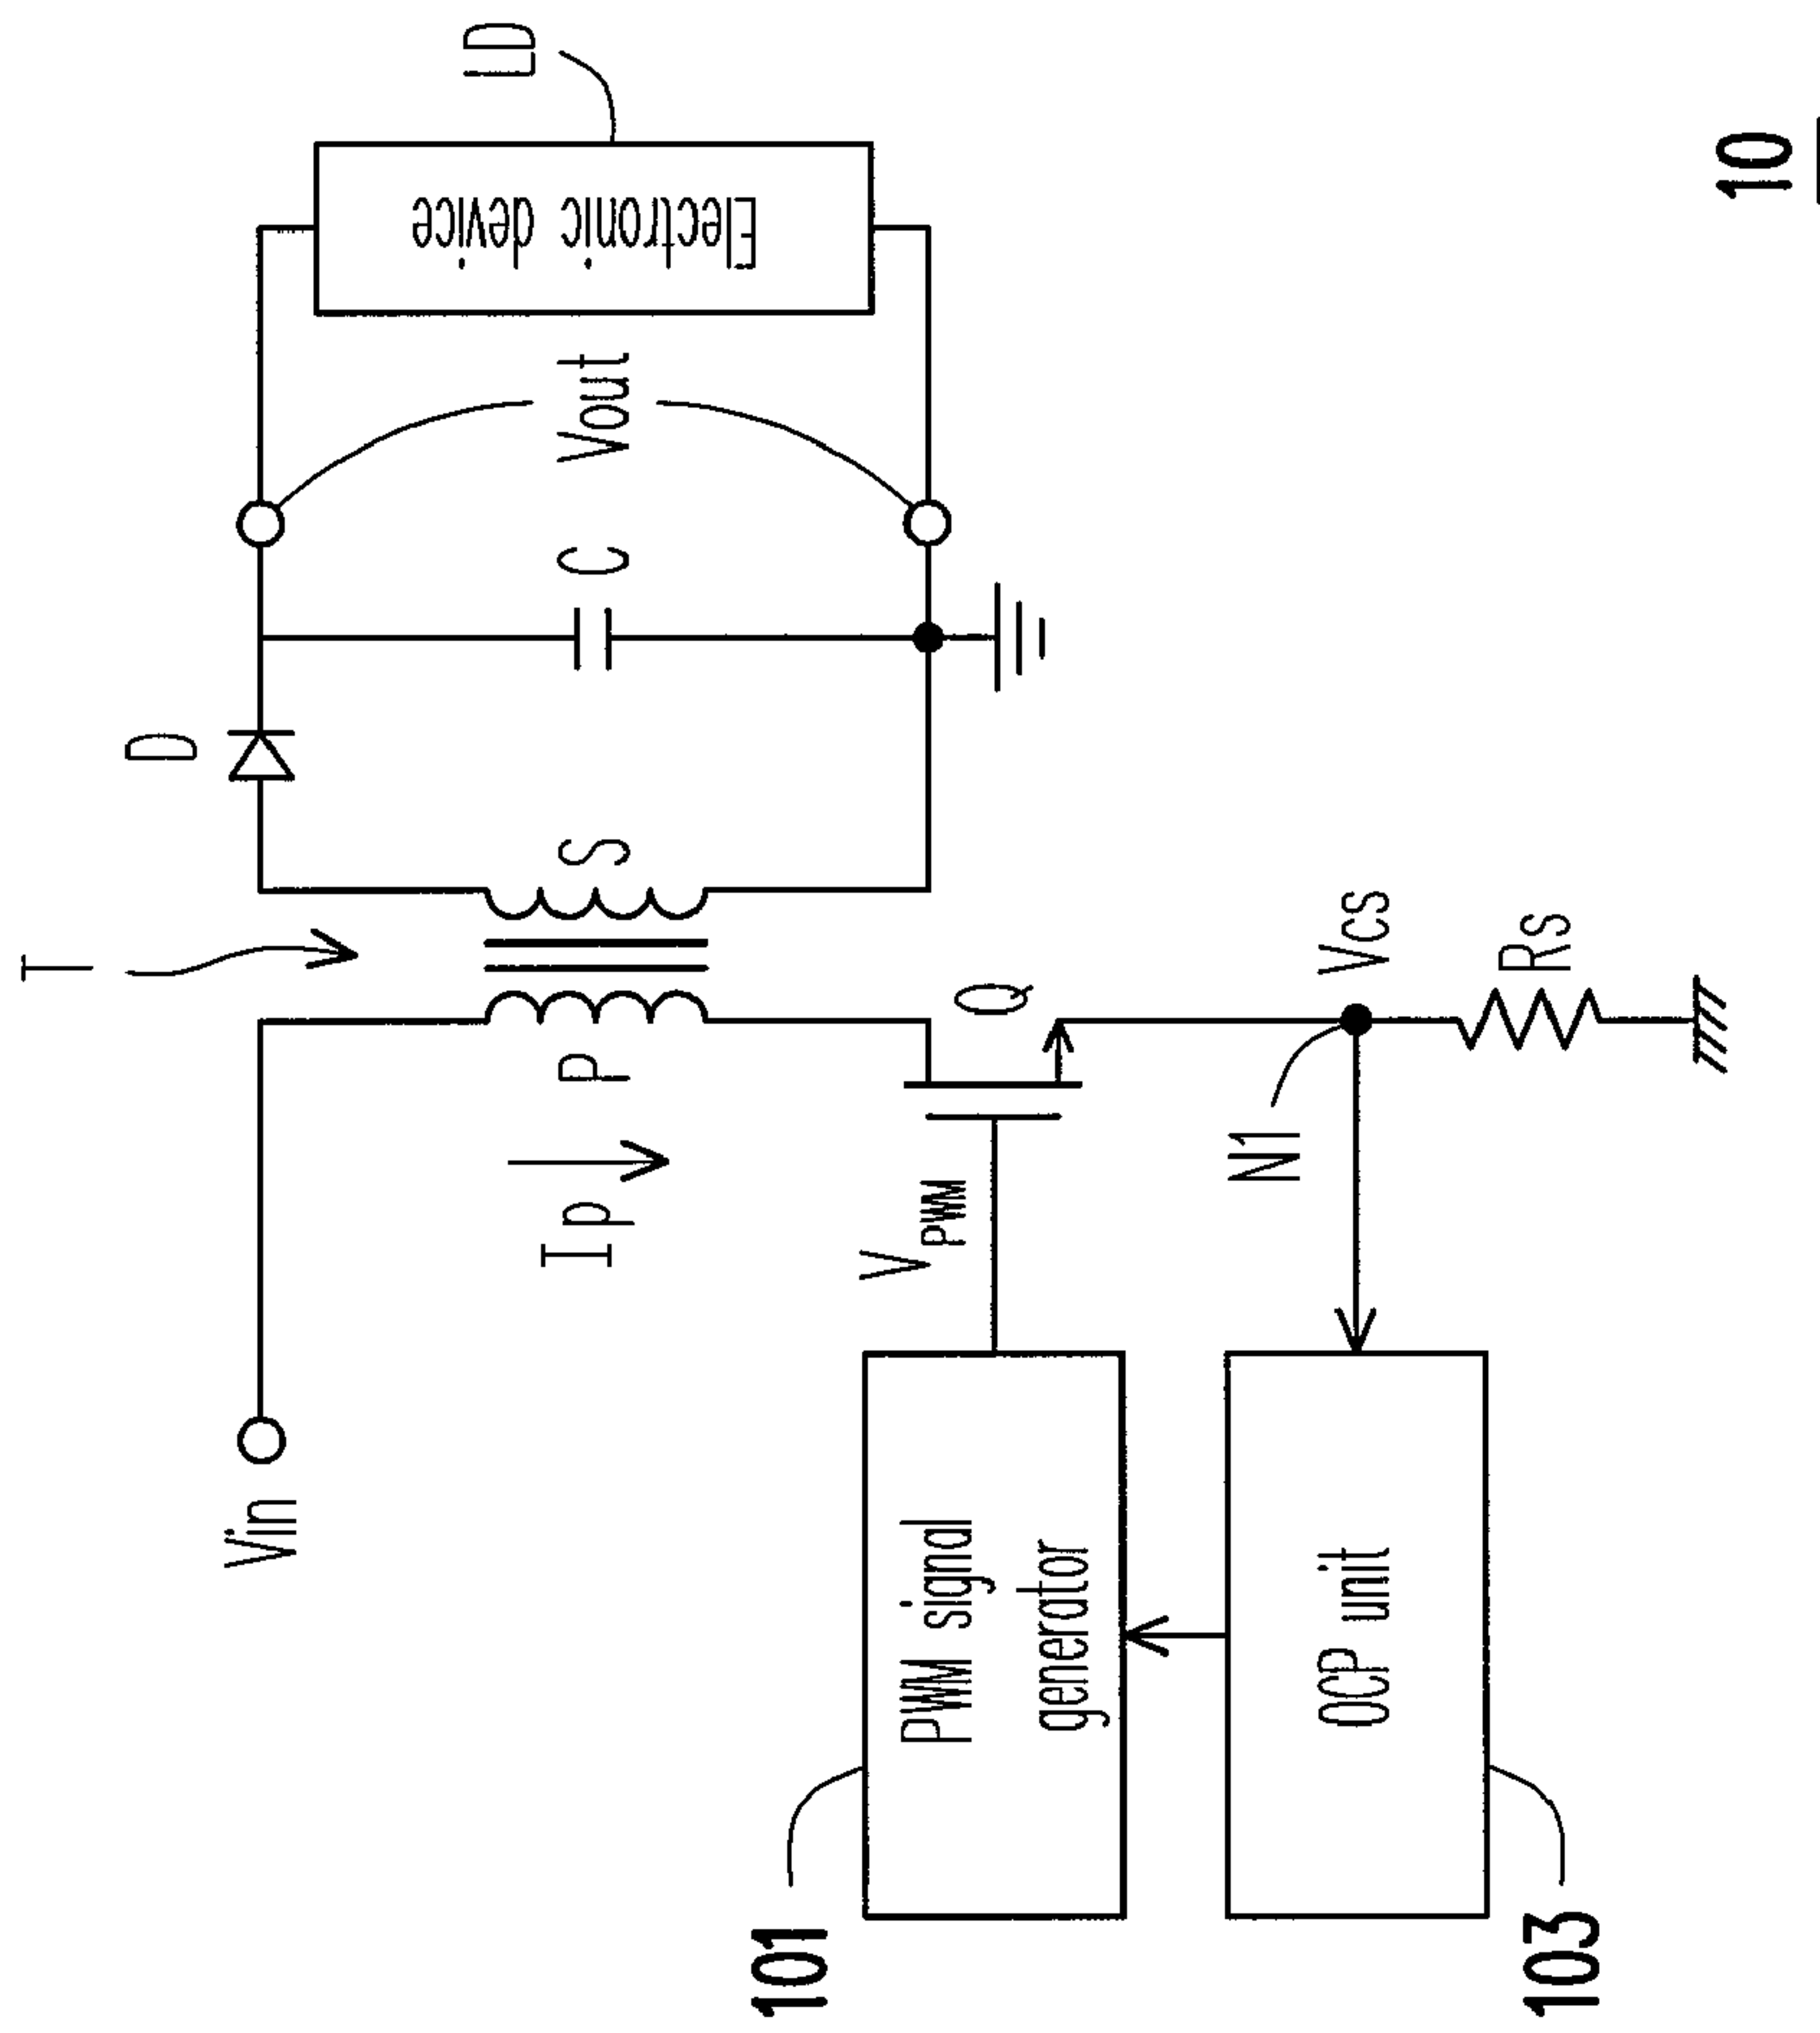 T
D
LD
Vin
Ip
P
S
C
Vout
Electronic device
VPWM
Q
101
PWM signal
generator
N1
Vcs
OCP unit
103
Rs
10